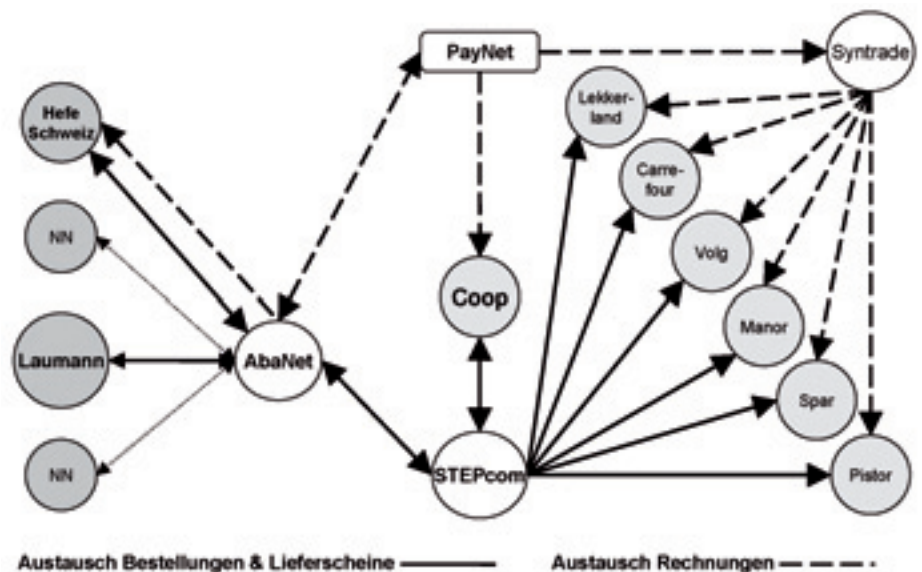 PayNet
Syntrade
Hefe
Schweiz
Lekker-
land
Carre-
four
NN
Volg
Coop
Manor
Laumann
AbaNet
Spar
NN
STEPcom
Pistor
Austausch Bestellungen & Lieferscheine
Austausch Rechnungen